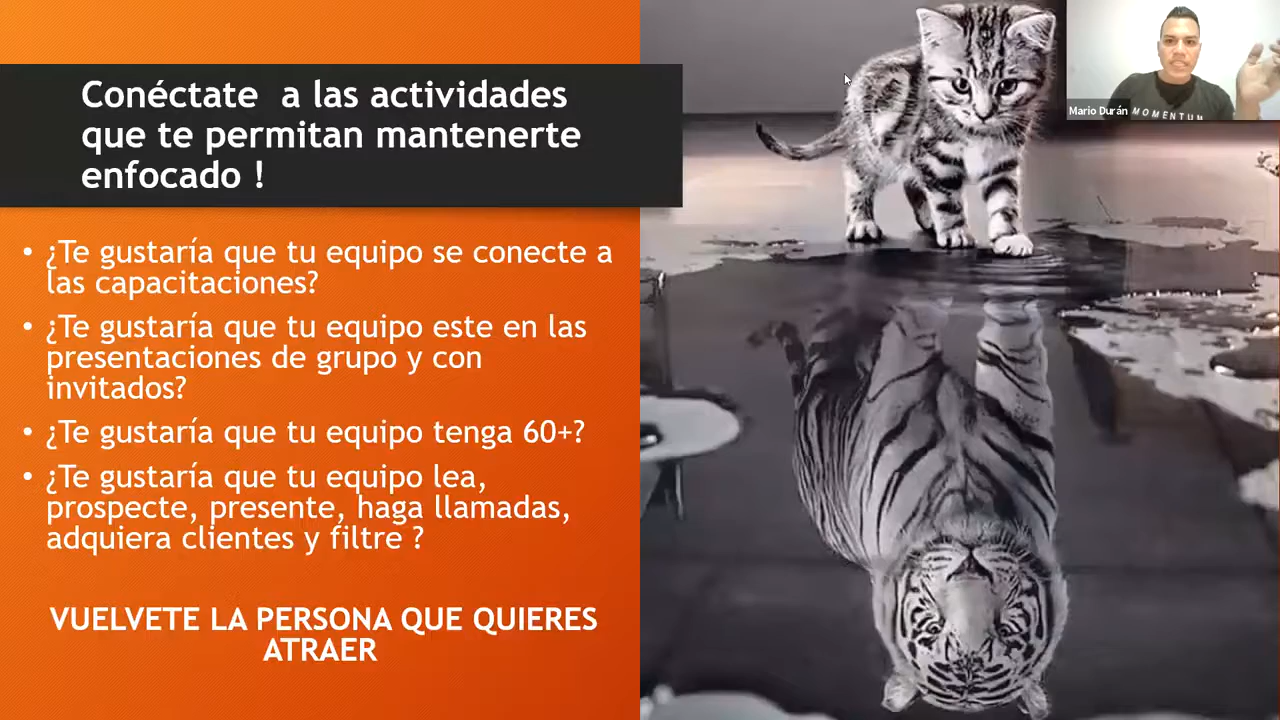 Conéctate  a las actividades
que te permitan mantenerte
enfocado !
• ¿Te gustaría que tu equipo se conecte a
las capacitaciones?
• ¿Te gustaría que tu equipo este en las
presentaciones de grupo y con
invitados?
• ¿Te gustaría que tu equipo tenga 60+?
• ¿Te gustaría que tu equipo lea,
prospecte, presente, haga llamadas,
adquiera clientes y filtre ?
VUELVETE LA PERSONA QUE QUIERES
ATRAER
Mario Durán
MOMENTUM